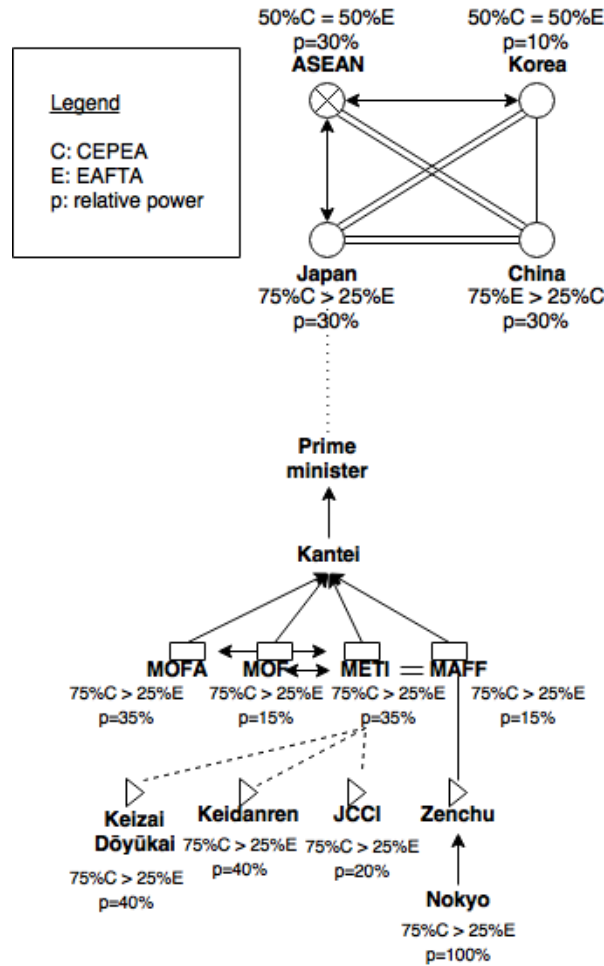 50%C = 50%E
p=30%
ASEAN
50%C = 50%E
p=10%
Korea
Legend
C: CEPEA
E: EAFTA
p: relative power
Japan
75%C > 25%E
p=30%
China
75%E > 25%C
p=30%
Prime
minister
Kantei
MOFA
75%C > 25%E
p=35%
MOF
75%C > 25%E
p=15%
METI
75%C > 25%E
p=35%
MAFF
75%C > 25%E
p=15%
Keizai
Dōyūkai
75%C > 25%E
p=40%
Keidanren
75%C > 25%E
p=40%
JCCI
75%C > 25%E
p=20%
Zenchu
Nokyo
75%C > 25%E
p=100%